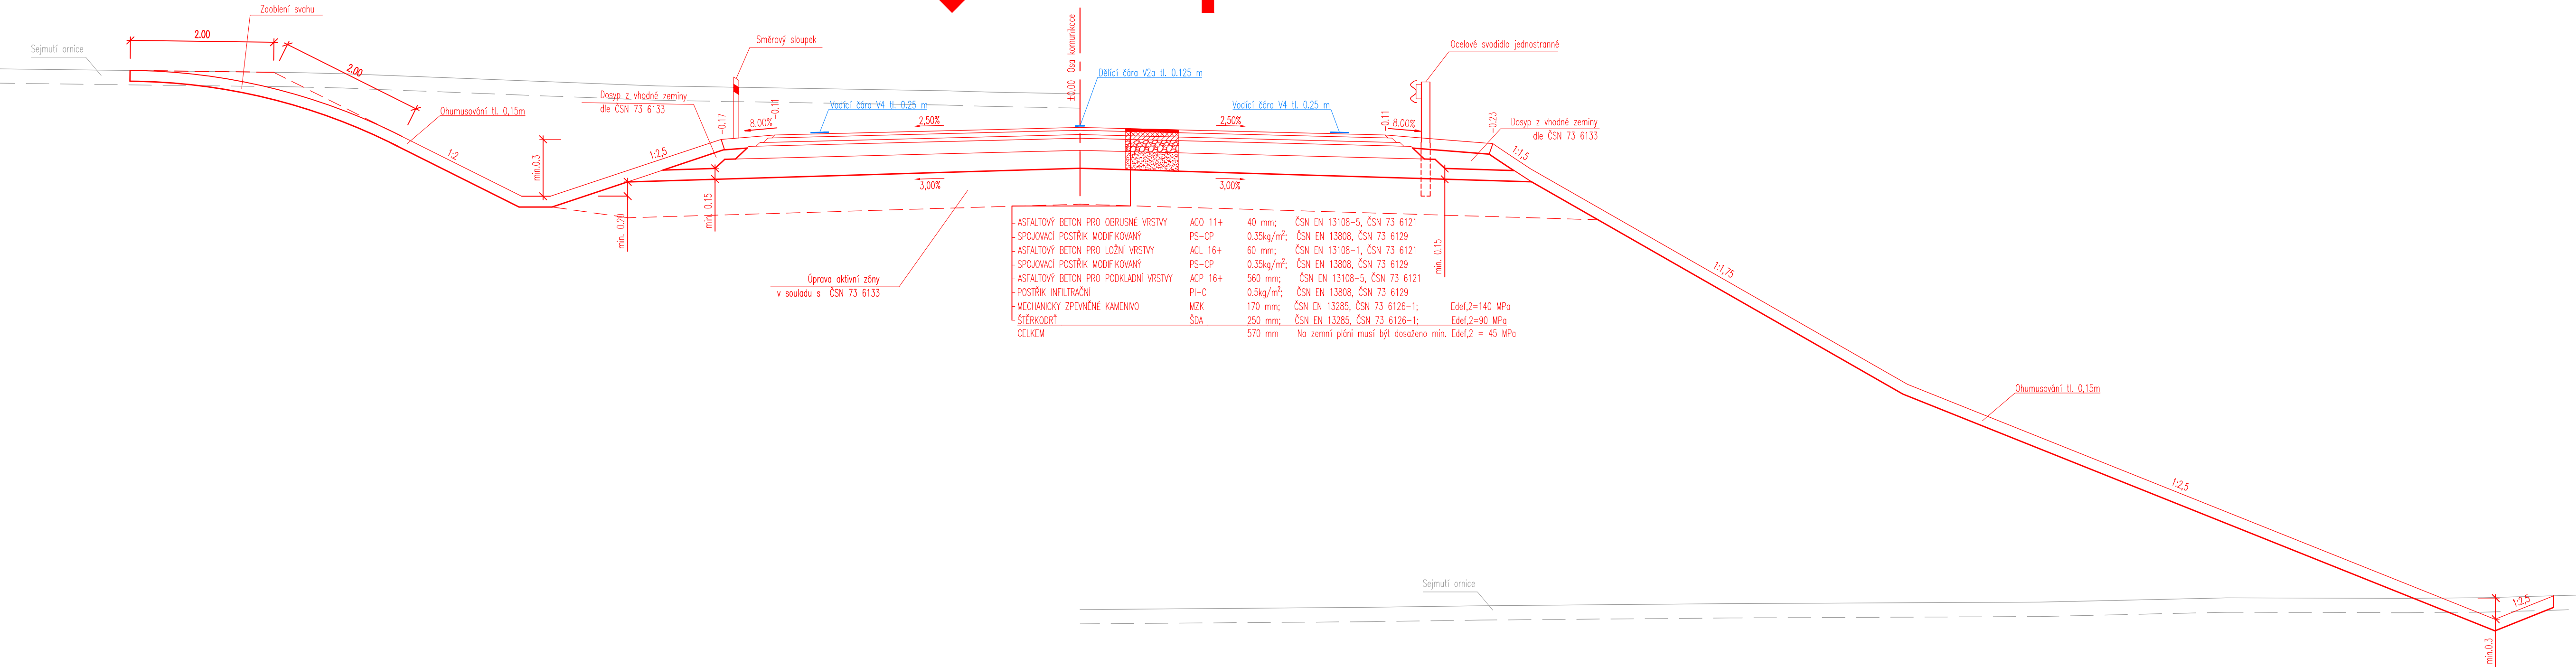 Zaoblení svahu
2.00
Sejmutí ornice
2,00
Ohumusování tl. 0,15m
1:2
min.0.3
1:2,5
Směrový sloupek
Dosyp z vhodné zeminy
dle ČSN 73 6133
-0.17
8.00%
-0.11
Vodící čára V4 tl. 0.25 m
2,50%
±0,00 Osa komunikace
Dělící čára V2a tl. 0.125 m
Vodící čára V4 tl. 0.25 m
2,50%
-0.11
8.00%
Ocelové svodidlo jednostranné
-0.23
Dosyp z vhodné zeminy
dle ČSN 73 6133
1:1,5
min. 0.20
min. 0.15
3,00%
3,00%
min. 0.15
Úprava aktivní zóny
v souladu s ČSN 73 6133
ASFALTOVÝ BETON PRO OBRUSNÉ VRSTVY ACO 11+ 40 mm; ČSN EN 13108-5, ČSN 73 6121
SPOJOVACÍ POSTŘIK MODIFIKOVANÝ PS-CP 0.35kg/m²; ČSN EN 13808, ČSN 73 6129
ASFALTOVÝ BETON PRO LOŽNÍ VRSTVY ACL 16+ 60 mm; ČSN EN 13108-1, ČSN 73 6121
SPOJOVACÍ POSTŘIK MODIFIKOVANÝ PS-CP 0.35kg/m²; ČSN EN 13808, ČSN 73 6129
ASFALTOVÝ BETON PRO PODKLADNÍ VRSTVY ACP 16+ 560 mm; ČSN EN 13108-5, ČSN 73 6121
POSTŘIK INFILTRAČNÍ PI-C 0.5kg/m²; ČSN EN 13808, ČSN 73 6129
MECHANICKY ZPEVNĚNÉ KAMENIVO MZK 170 mm; ČSN EN 13285, ČSN 73 6126-1; Edef,2=140 MPa
ŠTĚRKODRŤ ŠDA 250 mm; ČSN EN 13285, ČSN 73 6126-1; Edef,2=90 MPa
CELKEM 570 mm Na zemní pláni musí být dosaženo min. Edef,2 = 45 MPa
1:1,75
Ohumusování tl. 0,15m
1:2,5
Sejmutí ornice
1:2,5
min.0.3